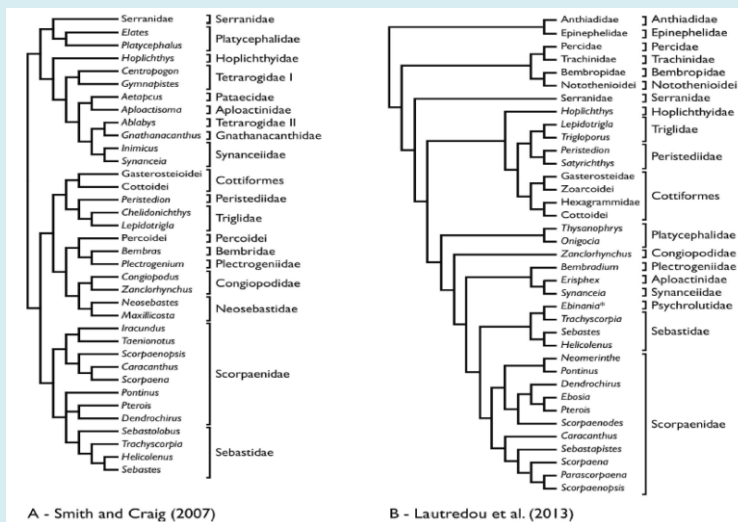 Serranidae ] Serranidae
Elates
Platycephalus
Platycephalidae
Hoplichthys ] Hoplichthyidae
Centropogon
Gymnapistes
Tetrarogidae I
Aetapcus ] Pataecidae
Aploactisoma ] Aploactinidae
Ablabys ] Tetrarogidae II
Gnathanacanthus ] Gnathanacanthidae
Inimicus
Synanceia
Synanceiidae
Gasterosteioidei
Cottoidei
Cottiformes
Peristedion ] Peristediidae
Chelidonichthys
Lepidotrigla
Triglidae
Percoidei ] Percoidei
Bembras ] Bembridae
Plectrogenium ] Plectrogeniidae
Congiopodus
Zanclorhynchus
Congiopodidae
Neosebastes
Maxillicosta
Neosebastidae
Iracundus
Taenionotus
Scorpaenopsis
Caracanthus
Scorpaena
Pontinus
Pterois
Dendrochirus
Scorpaenidae
Sebastolobus
Trachyscorpia
Helicolenus
Sebastes
Sebastidae
A - Smith and Craig (2007)
Anthiadidae ] Anthiadidae
Epinephelidae ] Epinephelidae
Percidae ] Percidae
Trachinidae ] Trachinidae
Bembropidae ] Bembropidae
Notothenioidei ] Notothenioidei
Serranidae ] Serranidae
Hoplichthys ] Hoplichthyidae
Lepidotrigla
Trigloporus
Triglidae
Peristedion
Satyrichthys
Peristediidae
Gasterosteidae
Zoarcoidei
Hexagrammidae
Cottoidei
Cottiformes
Thysanophrys
Onigocia
Platycephalidae
Zanclorhynchus ] Congiopodidae
Bembradium ] Plectrogeniidae
Erisphex ] Aploactinidae
Synanceia ] Synanceiidae
Ebinania* ] Psychrolutidae
Trachyscorpia
Sebastes
Helicolenus
Sebastidae
Neomerinthe
Pontinus
Dendrochirus
Ebosia
Pterois
Scorpaenodes
Caracanthus
Sebastapistes
Scorpaena
Parascorpaena
Scorpaenopsis
Scorpaenidae
B - Lautredou et al. (2013)